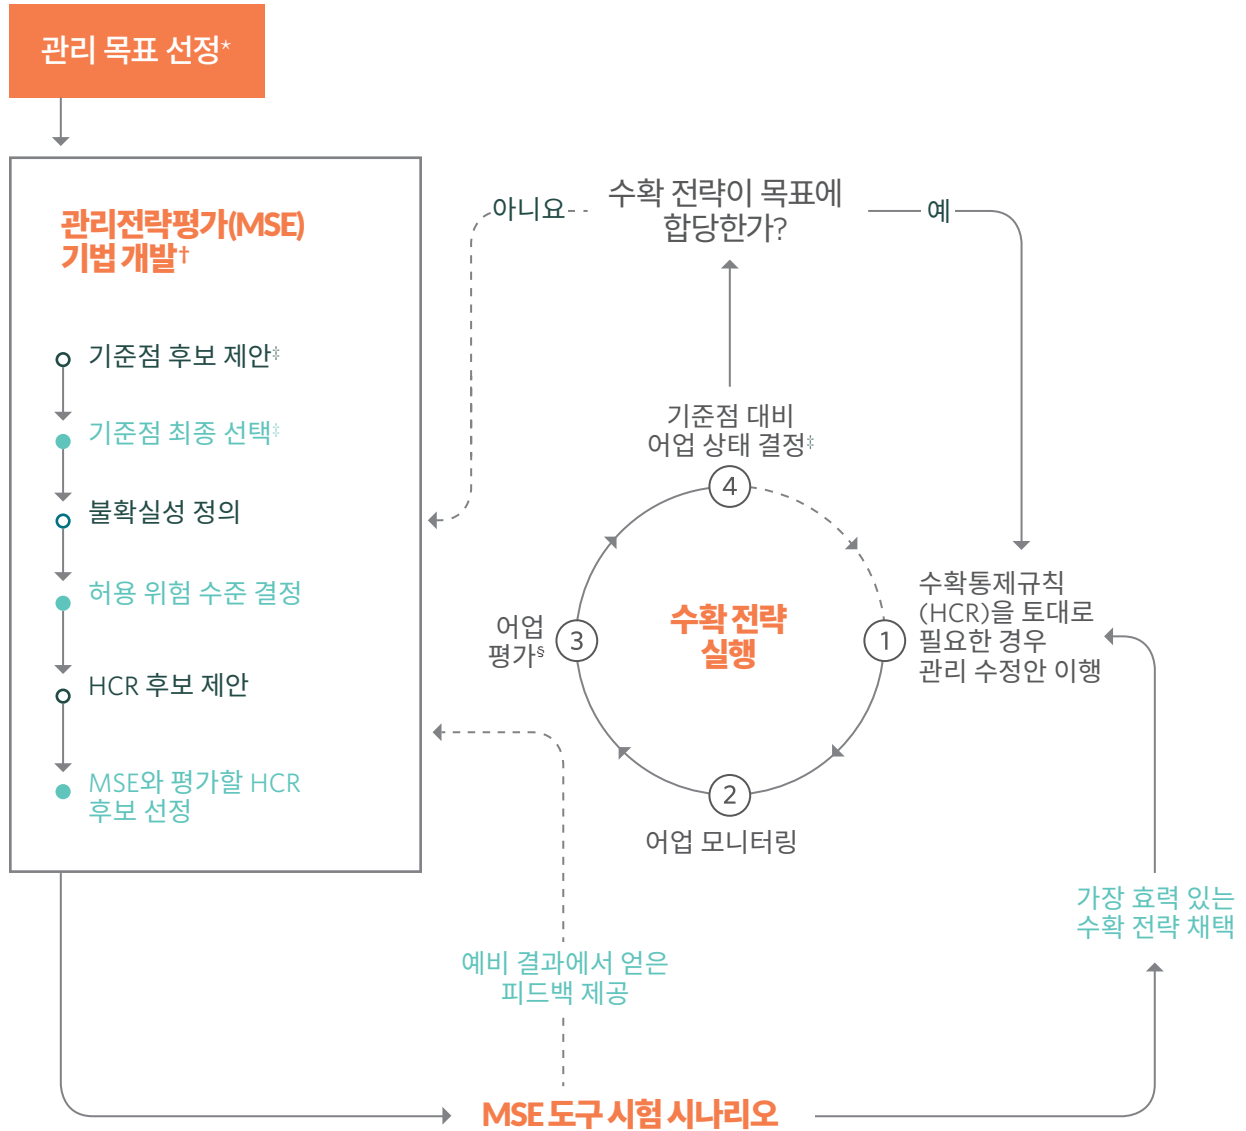 관리 목표 선정*
관리전략평가(MSE)
기법 개발†
기준점 후보 제안‡
기준점 최종 선택‡
불확실성 정의
허용 위험 수준 결정
HCR 후보 제안
MSE와 평가할 HCR
후보 선정
아니요
수확 전략이 목표에
합당한가?
예
기준점 대비
어업 상태 결정‡
4
수확 전략
실행
어업
평가§
3
1
수확통제규칙
(HCR)을 토대로
필요한 경우
관리 수정안 이행
2
어업 모니터링
가장 효력 있는
수확 전략 채택
예비 결과에서 얻은
피드백 제공
MSE 도구 시험 시나리오